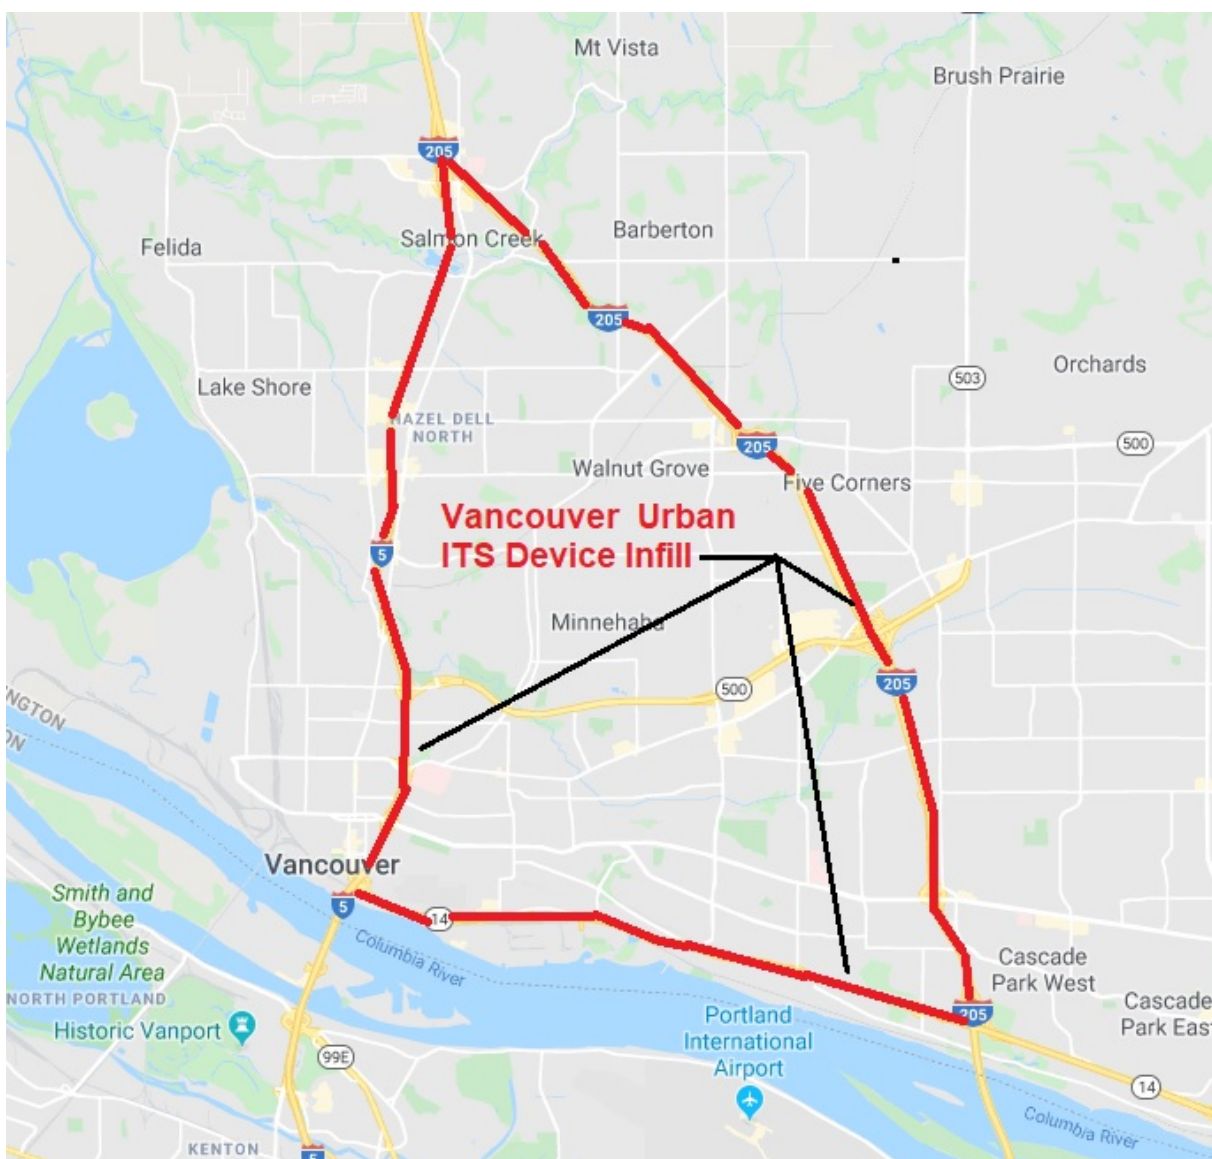 Mt Vista
Brush Prairie
205
Salmon Creek
Barberton
Felida
205
Orchards
503
Lake Shore
HAZEL DELL
NORTH
205
500
Walnut Grove
Five Corners
Vancouver Urban
ITS Device Infill
5
Minnehaha
205
500
NGTON
ON
Vancouver
5
14
Smith and
Bybee
Wetlands
Natural Area
Columbia River
Cascade
Park West
NORTH PORTLAND
205
Cascade
Park East
Portland
International
Airport
Historic Vanport
99E
14
Columbia River
KENTON
5